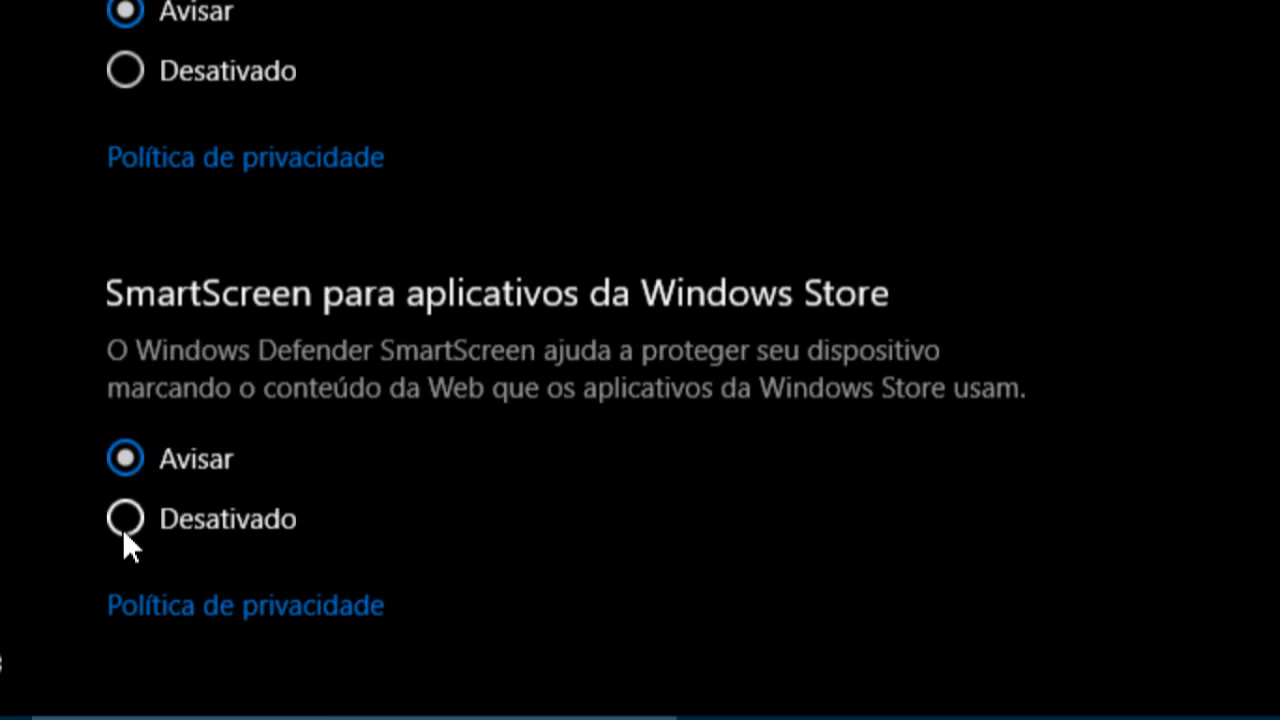 Avisar
Desativado
Política de privacidade
SmartScreen para aplicativos da Windows Store
O Windows Defender SmartScreen ajuda a proteger seu dispositivo
marcando o conteúdo da Web que os aplicativos da Windows Store usam.
Avisar
Desativado
Política de privacidade